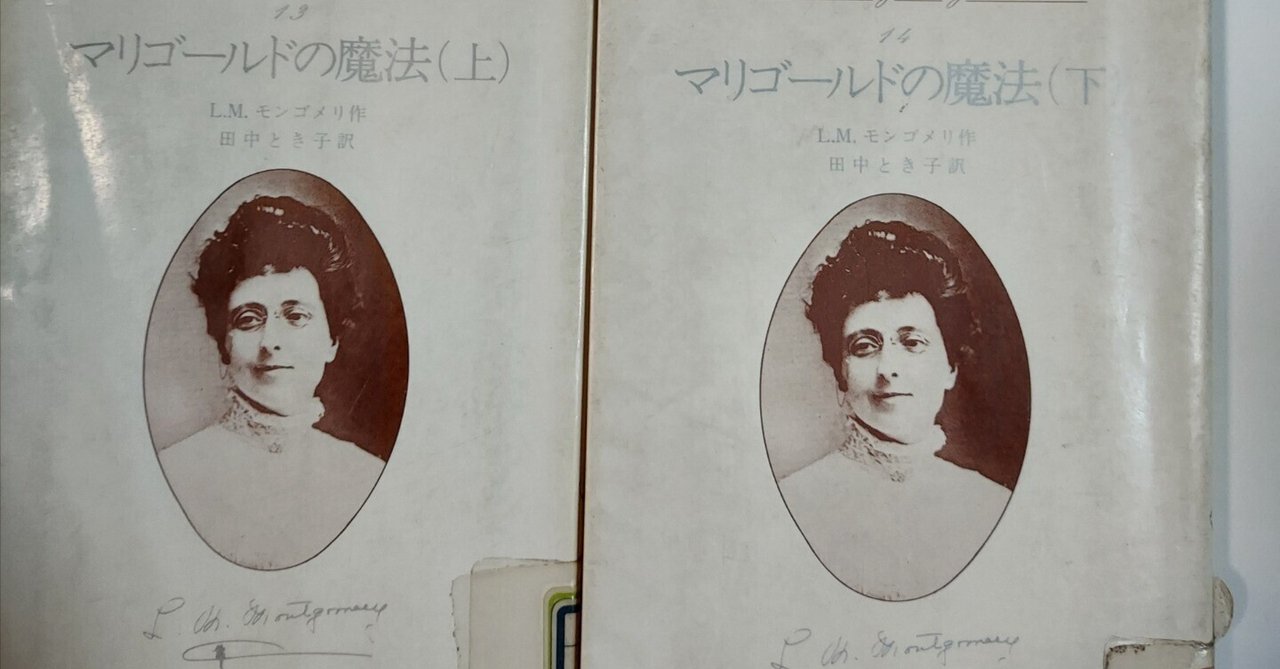 13
マリゴールドの魔法(上)
L.M. モンゴメリ作
田中とき子訳
L. M. Montgomery
14
マリゴールドの魔法(下
L.M. モンゴメリ作
田中とき子訳
L. M. Montgomery